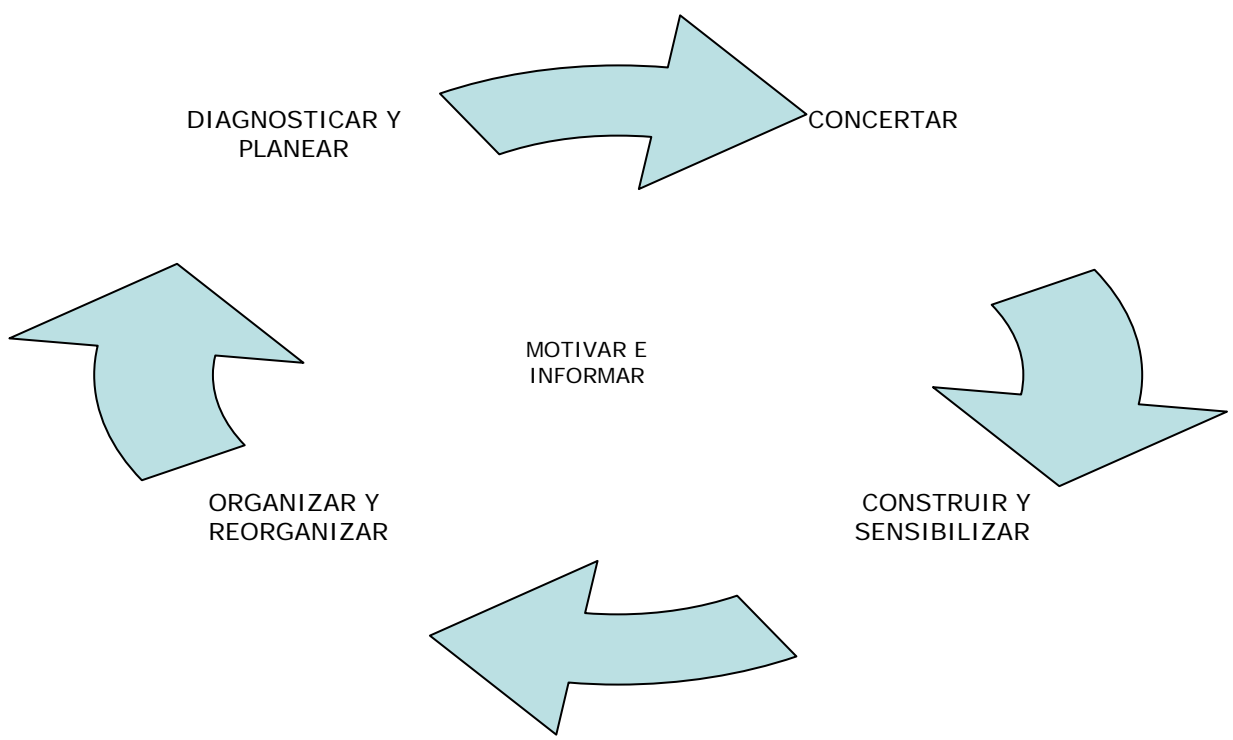 DIAGNOSTICAR Y
PLANEAR
CONCERTAR
MOTIVAR E
INFORMAR
ORGANIZAR Y
REORGANIZAR
CONSTRUIR Y
SENSIBILIZAR